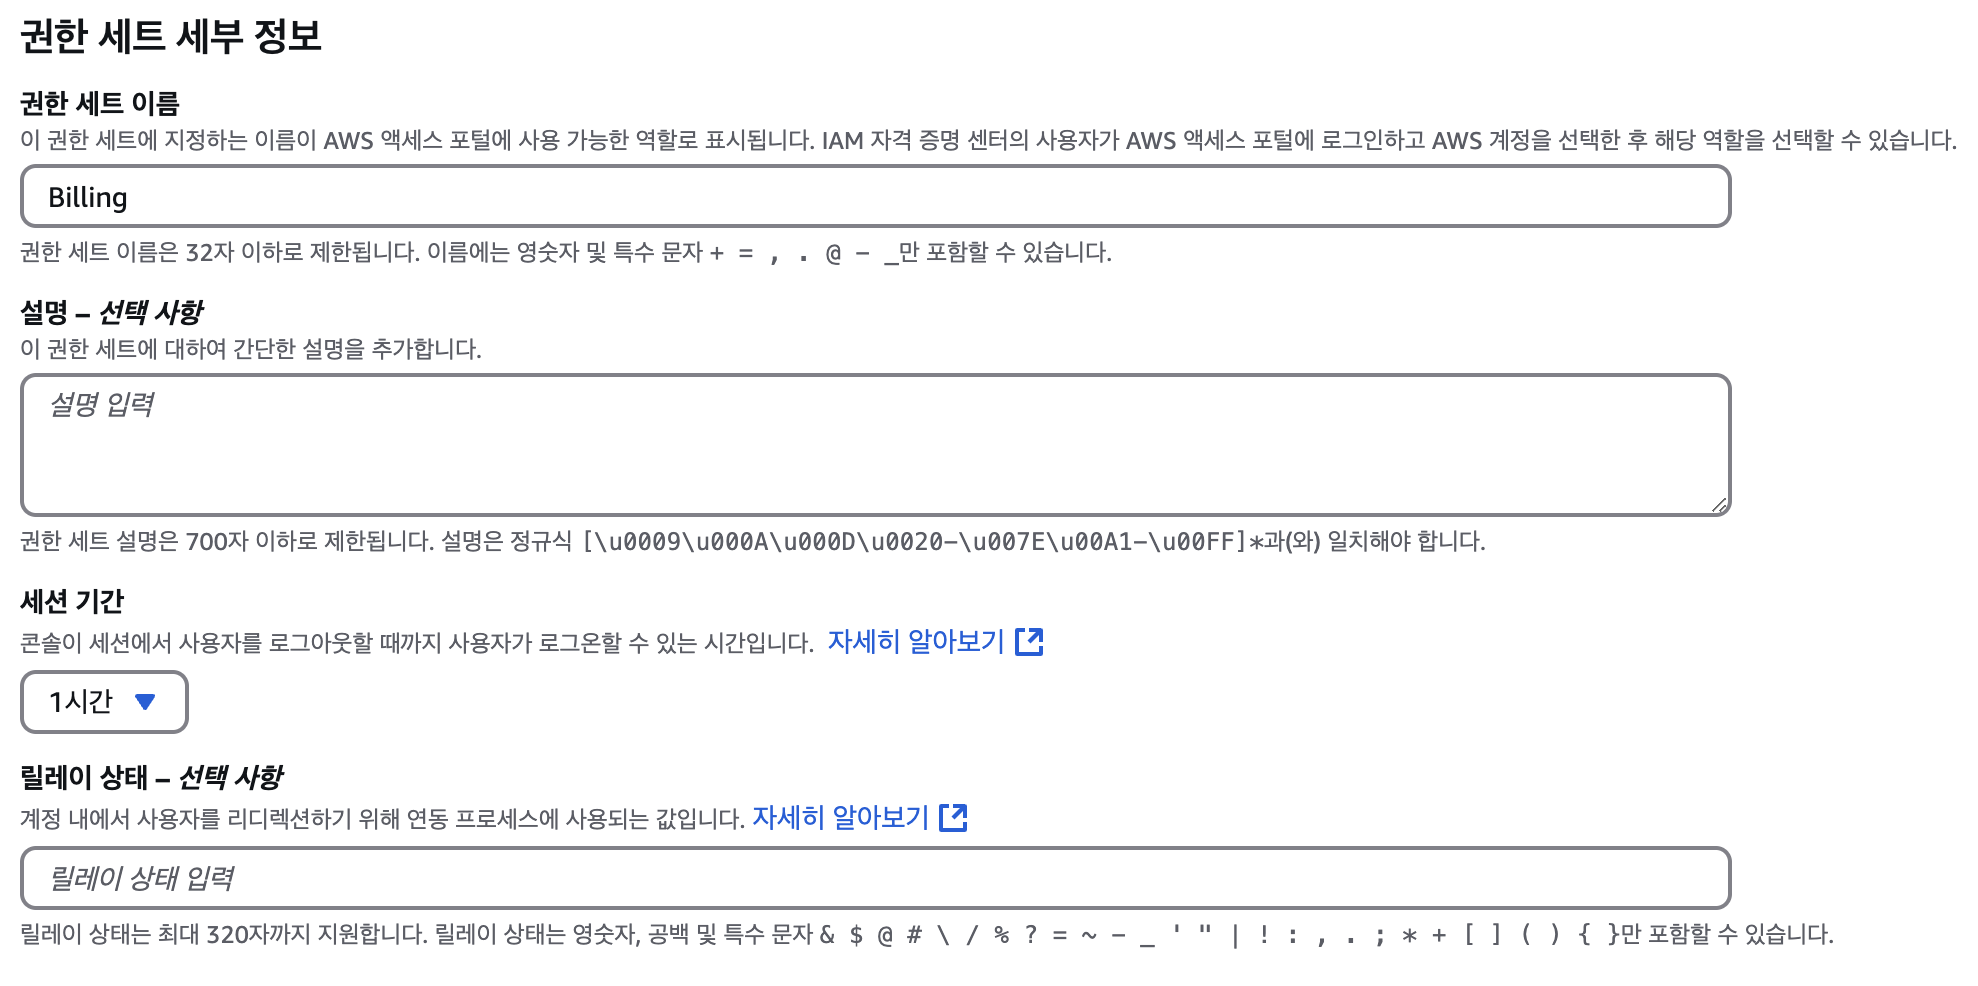 권한 세트 세부 정보
권한 세트 이름
이 권한 세트에 지정하는 이름이 AWS 액세스 포털에 사용 가능한 역할로 표시됩니다. IAM 자격 증명 센터의 사용자가 AWS 액세스 포털에 로그인하고 AWS 계정을 선택한 후 해당 역할을 선택할 수 있습니다.
Billing
권한 세트 이름은 32자 이하로 제한됩니다. 이름에는 영숫자 및 특수 문자 + = , . @ - _만 포함할 수 있습니다.
설명 – 선택 사항
이 권한 세트에 대하여 간단한 설명을 추가합니다.
설명 입력
권한 세트 설명은 700자 이하로 제한됩니다. 설명은 정규식 [\u0009\u000A\u000D\u0020-\u007E\u00A1-\u00FF]*과(와) 일치해야 합니다.
세션 기간
콘솔이 세션에서 사용자를 로그아웃할 때까지 사용자가 로그온할 수 있는 시간입니다. 자세히 알아보기
1시간
릴레이 상태 – 선택 사항
계정 내에서 사용자를 리디렉션하기 위해 연동 프로세스에 사용되는 값입니다. 자세히 알아보기
릴레이 상태 입력
릴레이 상태는 최대 320자까지 지원합니다. 릴레이 상태는 영숫자, 공백 및 특수 문자 & $ @ # \ / % ? = ~ - _ ' " | ! : , . ; * + [ ] ( ) { }만 포함할 수 있습니다.